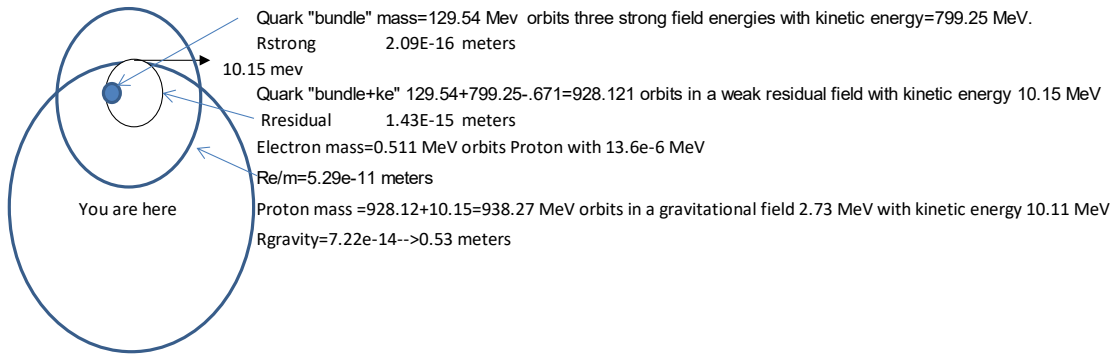 Quark "bundle" mass=129.54 Mev orbits three strong field energies with kinetic energy=799.25 MeV.
Rstrong 2.09E-16 meters
10.15 mev
Quark "bundle+ke" 129.54+799.25-.671=928.121 orbits in a weak residual field with kinetic energy 10.15 MeV
Rresidual 1.43E-15 meters
Electron mass=0.511 MeV orbits Proton with 13.6e-6 MeV
Re/m=5.29e-11 meters
You are here
Proton mass =928.12+10.15=938.27 MeV orbits in a gravitational field 2.73 MeV with kinetic energy 10.11 MeV
Rgravity=7.22e-14-->0.53 meters